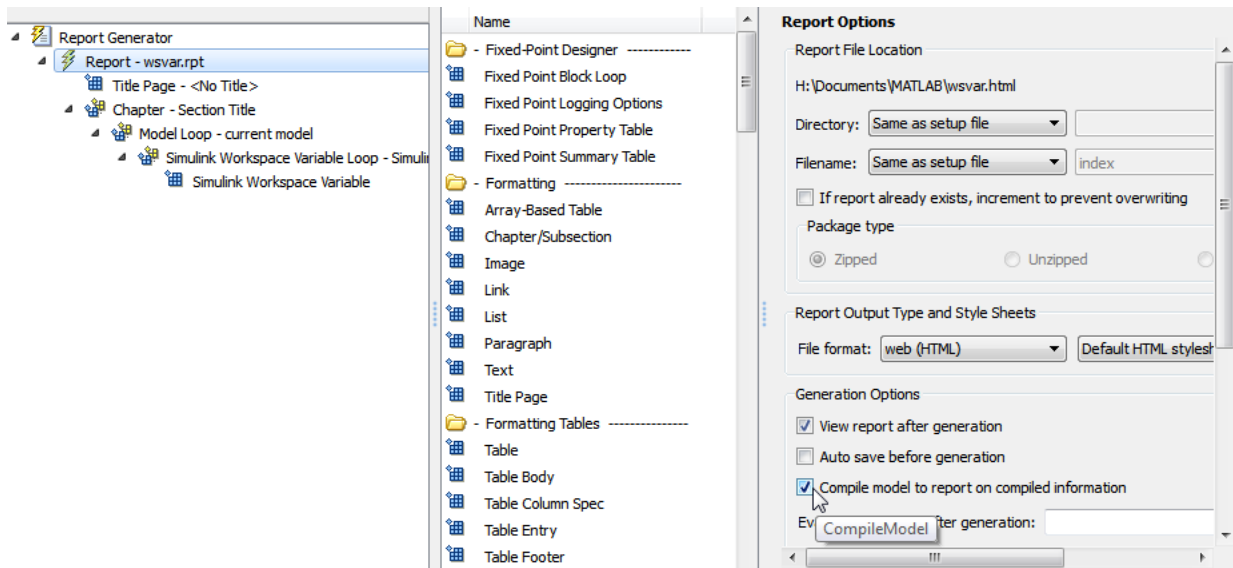 Report Generator
Report - wsvar.rpt
Title Page - <No Title>
Chapter - Section Title
Model Loop - current model
Simulink Workspace Variable Loop - Simuli
Simulink Workspace Variable
Name
- Fixed-Point Designer ------------
Fixed Point Block Loop
Fixed Point Logging Options
Fixed Point Property Table
Fixed Point Summary Table
- Formatting ----------------------
Array-Based Table
Chapter/Subsection
Image
Link
List
Paragraph
Text
Title Page
- Formatting Tables ---------------
Table
Table Body
Table Column Spec
Table Entry
Table Footer
Report Options
Report File Location
H:\Documents\MATLAB\wsvar.html
Directory: Same as setup file
Filename: Same as setup file index
If report already exists, increment to prevent overwriting
Package type
Zipped Unzipped
Report Output Type and Style Sheets
File format: web (HTML) Default HTML stylesh
Generation Options
View report after generation
Auto save before generation
Compile model to report on compiled information
Ev ter generation:
CompileModel